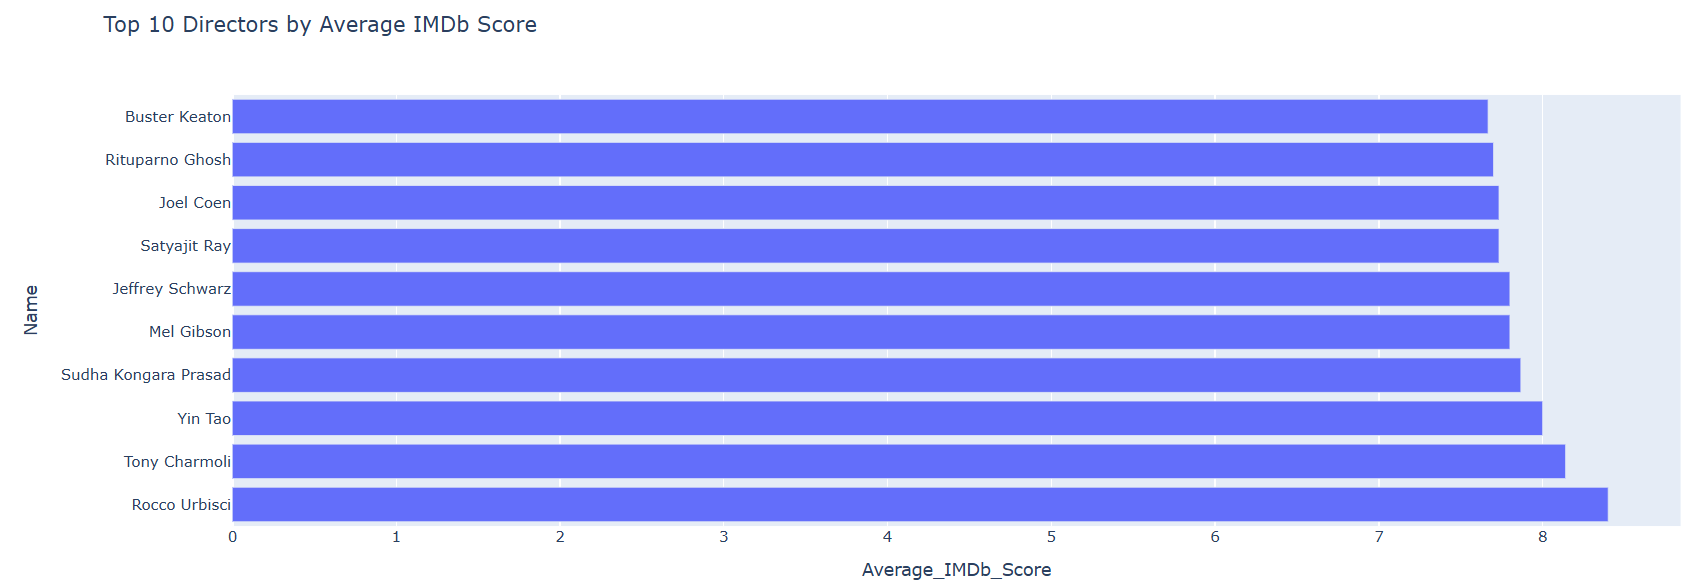 Top 10 Directors by Average IMDb Score
Name
Buster Keaton
Rituparno Ghosh
Joel Coen
Satyajit Ray
Jeffrey Schwarz
Mel Gibson
Sudha Kongara Prasad
Yin Tao
Tony Charmoli
Rocco Urbisci
0 1 2 3 4 5 6 7 8
Average_IMDb_Score